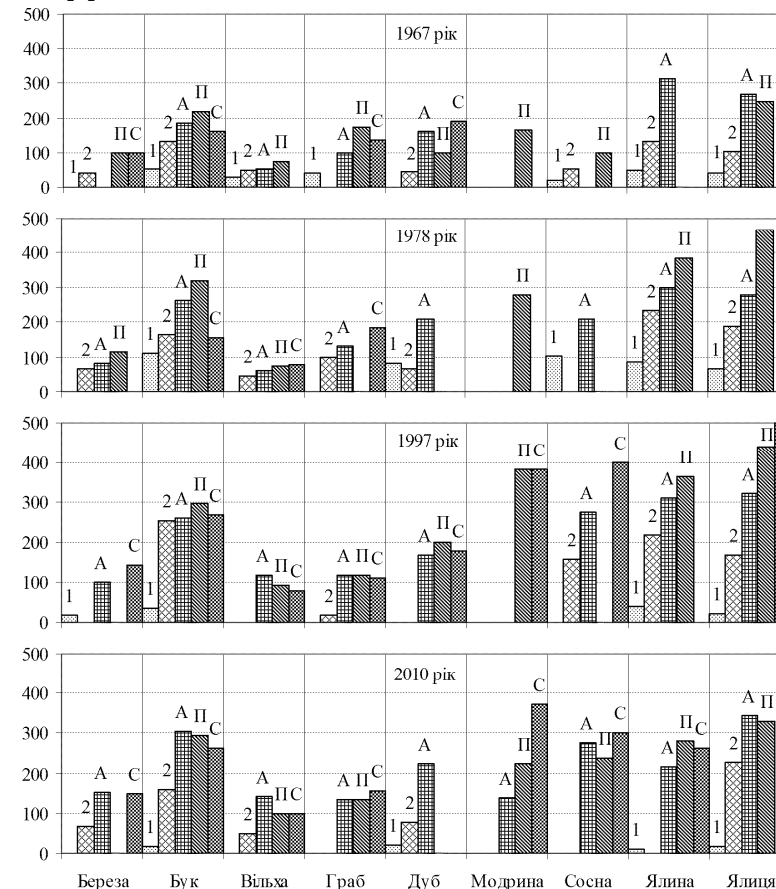 1967 рік
500
400
300
200
100
0
1 2 П С 1 2 А П С 1 2 А П 1 А П С 2 А П С П 1 2 П 1 2 А 1 2 А П
1978 рік
500
400
300
200
100
0
2 А П 1 2 А П С 2 А П С 2 А С 1 2 А П 1 А 1 2 А П 1 2 А
1997 рік
500
400
300
200
100
0
1 А С 1 2 А П С А П С 2 А П С А П С П С 2 А С 1 2 А П 1 2 А П
2010 рік
500
400
300
200
100
0
2 А С 1 2 А П С 2 А П С А П С 1 2 А А П С А П С 1 А П С 1 2 А П
Береза Бук Вільха Граб Дуб Модрина Сосна Ялина Ялиця